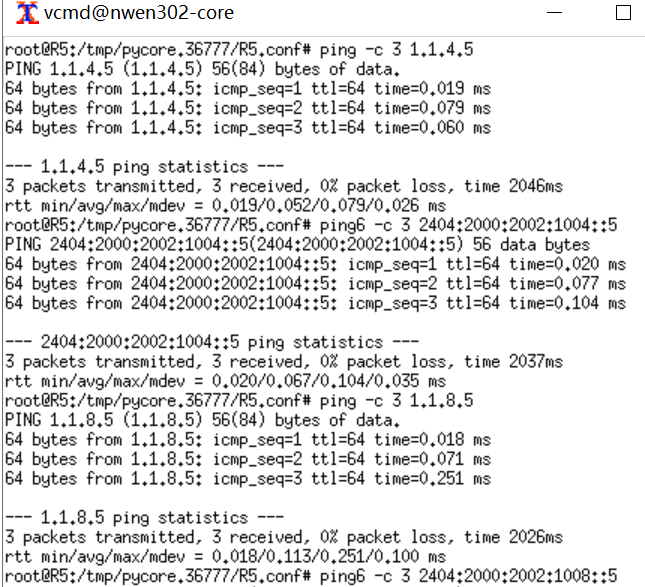 vcmd@nwen302-core
root@R5:/tmp/pycore.36777/R5.conf# ping -c 3 1.1.4.5
PING 1.1.4.5 (1.1.4.5) 56(84) bytes of data.
64 bytes from 1.1.4.5: icmp_seq=1 ttl=64 time=0.019 ms
64 bytes from 1.1.4.5: icmp_seq=2 ttl=64 time=0.079 ms
64 bytes from 1.1.4.5: icmp_seq=3 ttl=64 time=0.060 ms
--- 1.1.4.5 ping statistics ---
3 packets transmitted, 3 received, 0% packet loss, time 2046ms
rtt min/avg/max/mdev = 0.019/0.052/0.079/0.026 ms
root@R5:/tmp/pycore.36777/R5.conf# ping6 -c 3 2404:2000:2002:1004::5
PING 2404:2000:2002:1004::5(2404:2000:2002:1004::5) 56 data bytes
64 bytes from 2404:2000:2002:1004::5: icmp_seq=1 ttl=64 time=0.020 ms
64 bytes from 2404:2000:2002:1004::5: icmp_seq=2 ttl=64 time=0.077 ms
64 bytes from 2404:2000:2002:1004::5: icmp_seq=3 ttl=64 time=0.104 ms
--- 2404:2000:2002:1004::5 ping statistics ---
3 packets transmitted, 3 received, 0% packet loss, time 2037ms
rtt min/avg/max/mdev = 0.020/0.067/0.104/0.035 ms
root@R5:/tmp/pycore.36777/R5.conf# ping -c 3 1.1.8.5
PING 1.1.8.5 (1.1.8.5) 56(84) bytes of data.
64 bytes from 1.1.8.5: icmp_seq=1 ttl=64 time=0.018 ms
64 bytes from 1.1.8.5: icmp_seq=2 ttl=64 time=0.071 ms
64 bytes from 1.1.8.5: icmp_seq=3 ttl=64 time=0.251 ms
--- 1.1.8.5 ping statistics ---
3 packets transmitted, 3 received, 0% packet loss, time 2026ms
rtt min/avg/max/mdev = 0.018/0.113/0.251/0.100 ms
root@R5:/tmp/pycore.36777/R5.conf# ping6 -c 3 2404:2000:2002:1008::5